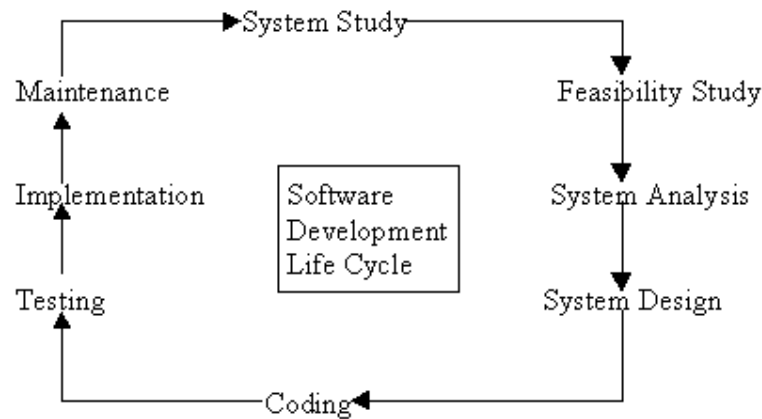 System Study
Maintenance
Feasibility Study
Implementation
Software
Development
Life Cycle
System Analysis
Testing
System Design
Coding